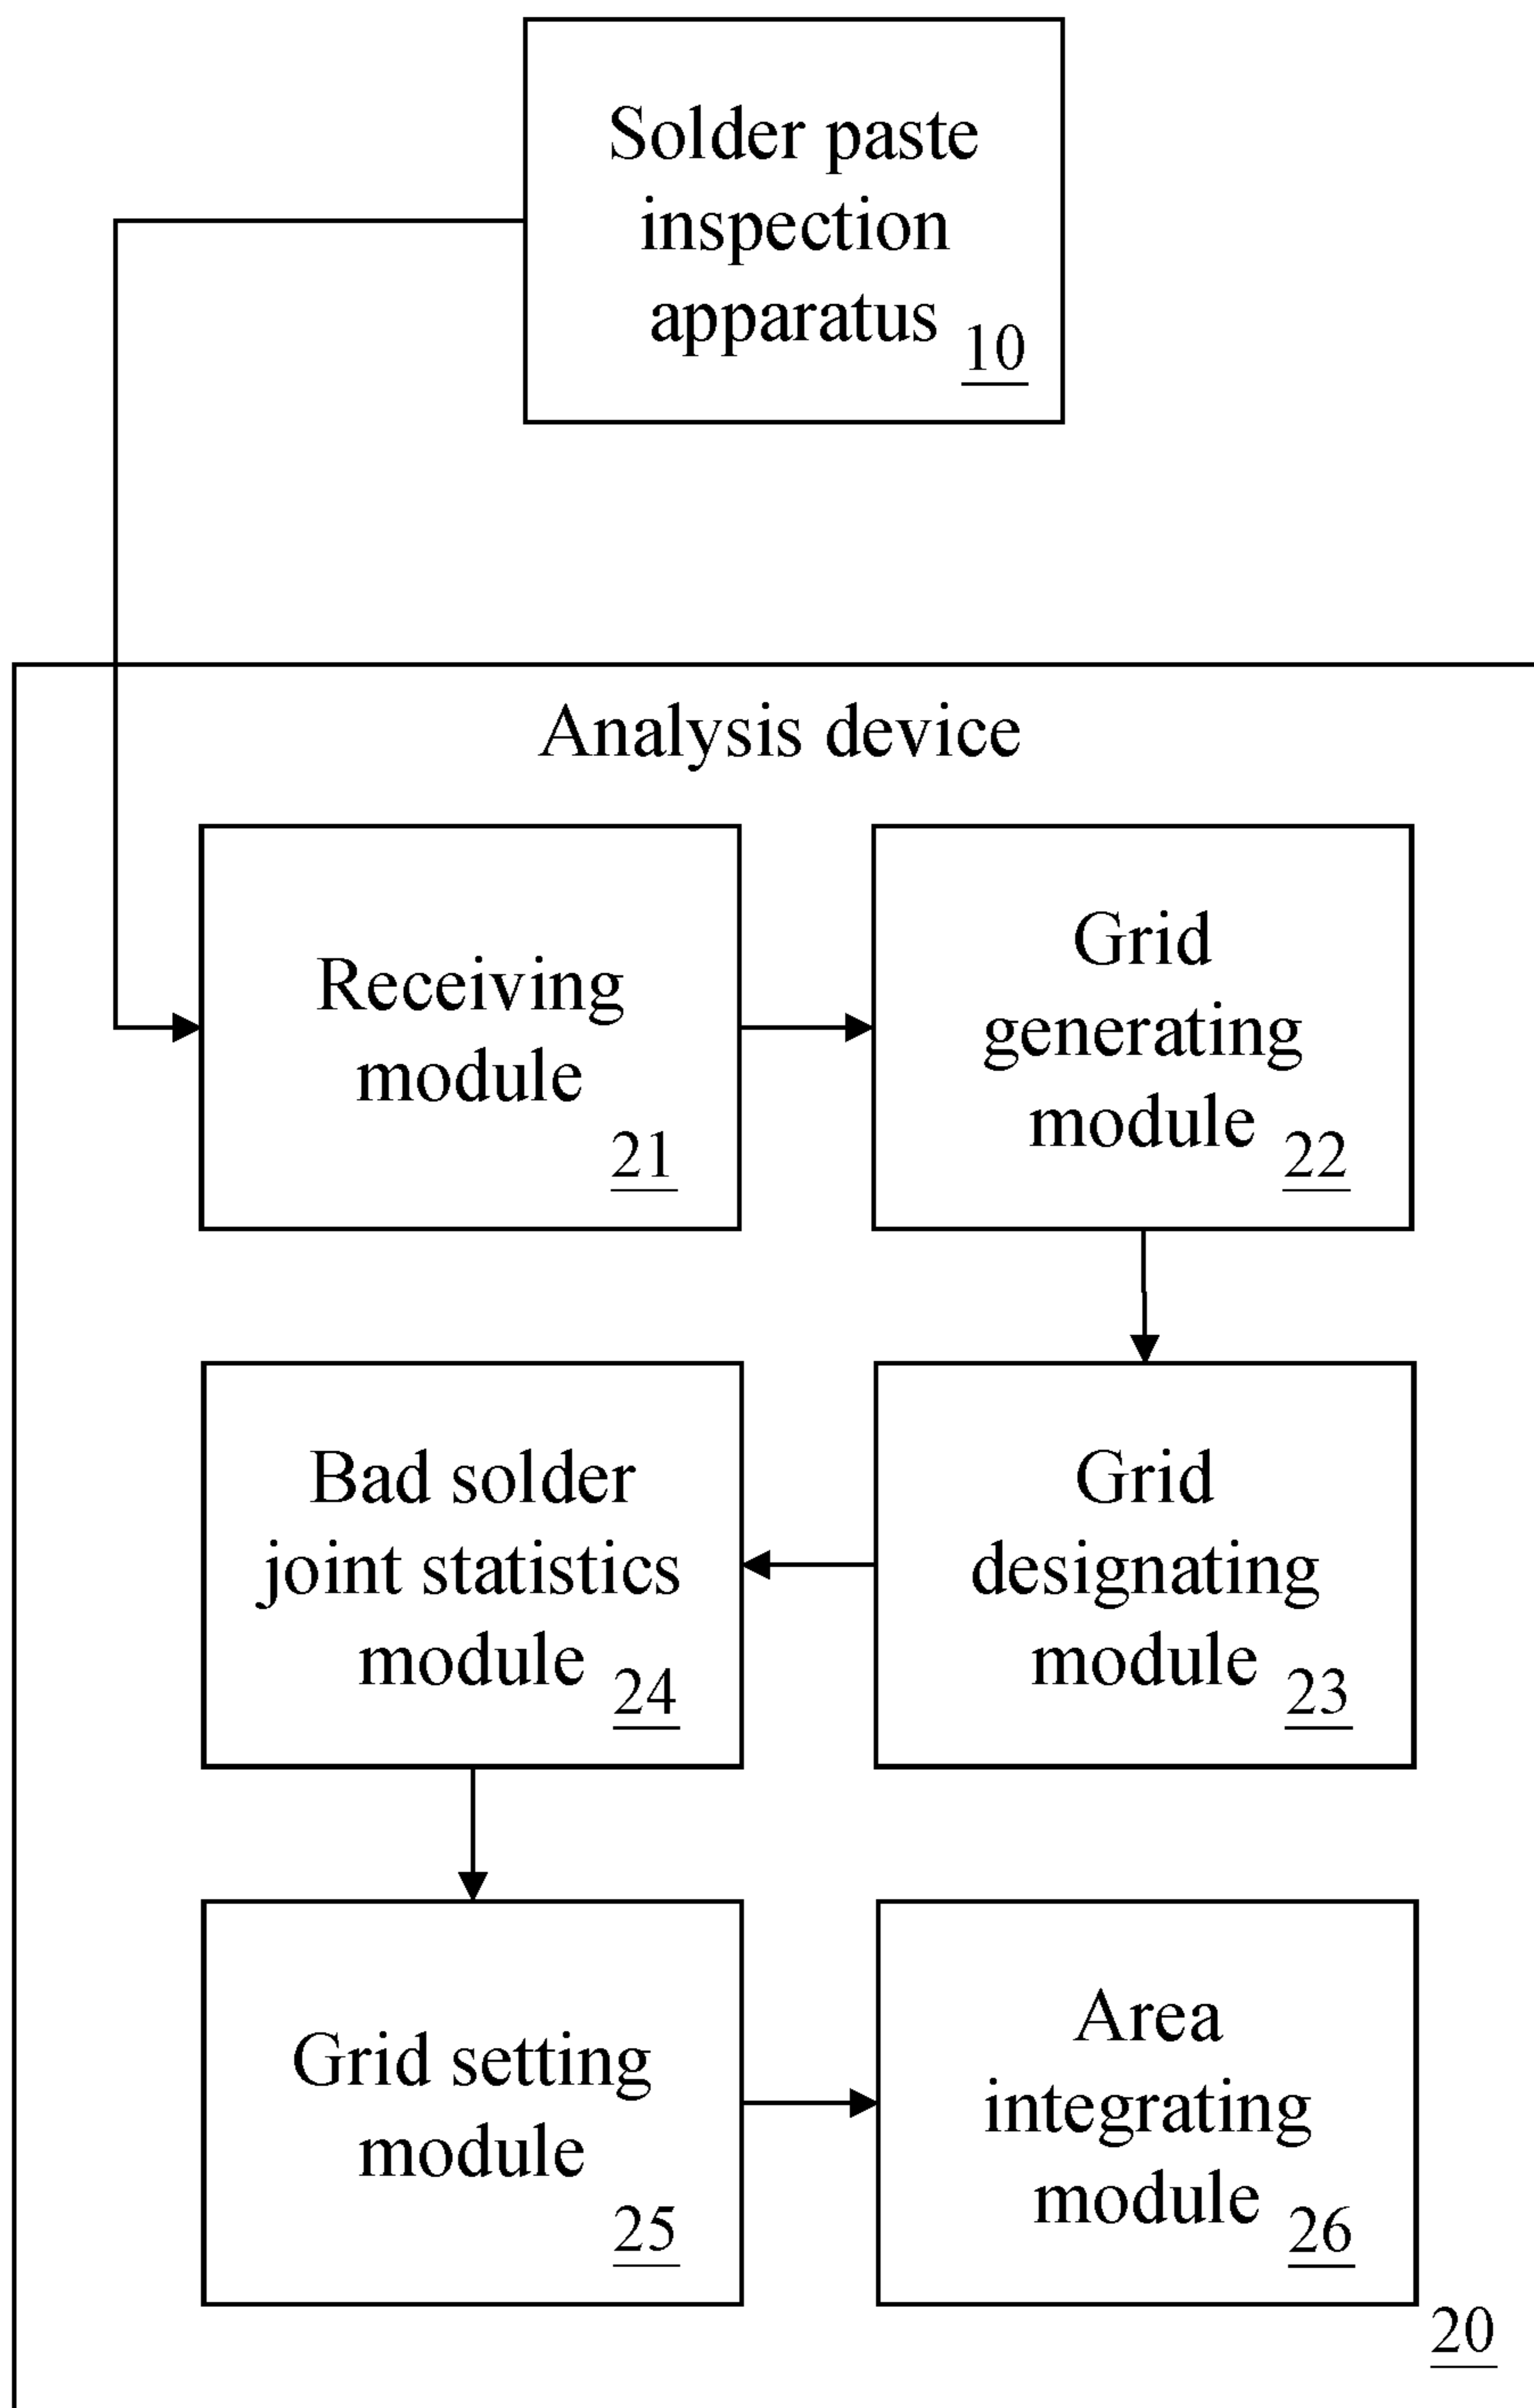 Solder paste
inspection
apparatus
10
Analysis device
Receiving
module
21
Grid
generating
module
22
Bad solder
joint statistics
module
24
Grid
designating
module
23
Grid setting
module
25
Area
integrating
module
26
20